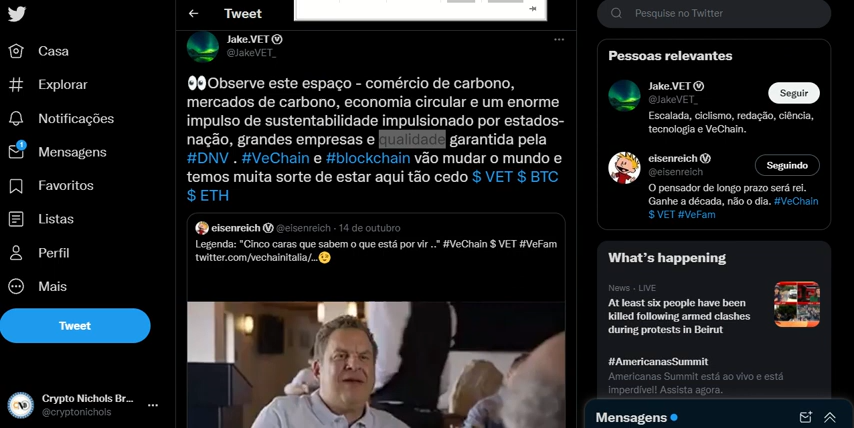 Casa
Explorar
Notificações
1
Mensagens
Favoritos
Listas
Perfil
Mais
Tweet
Crypto Nichols Br...
@cryptonichols
Tweet
Jake.VET
@JakeVET_
👀Observe este espaço - comércio de carbono,
mercados de carbono, economia circular e um enorme
impulso de sustentabilidade impulsionado por estados-
nação, grandes empresas e qualidade garantida pela
#DNV . #VeChain e #blockchain vão mudar o mundo e
temos muita sorte de estar aqui tão cedo $ VET $ BTC
$ ETH
eisenreich @eisenreich · 14 de outubro
Legenda: "Cinco caras que sabem o que está por vir .." #VeChain $ VET #VeFam
twitter.com/vechainitalia/...😉
Pesquise no Twitter
Pessoas relevantes
Jake.VET
@JakeVET_
Seguir
Escalada, ciclismo, redação, ciência,
tecnologia e VeChain.
eisenreich
@eisenreich
Seguindo
O pensador de longo prazo será rei.
Ganhe a década, não o dia. #VeChain
$ VET #VeFam
What's happening
News · LIVE
At least six people have been
killed following armed clashes
during protests in Beirut
#AmericanasSummit
Americanas Summit está ao vivo e está
imperdível! Assista agora.
Mensagens